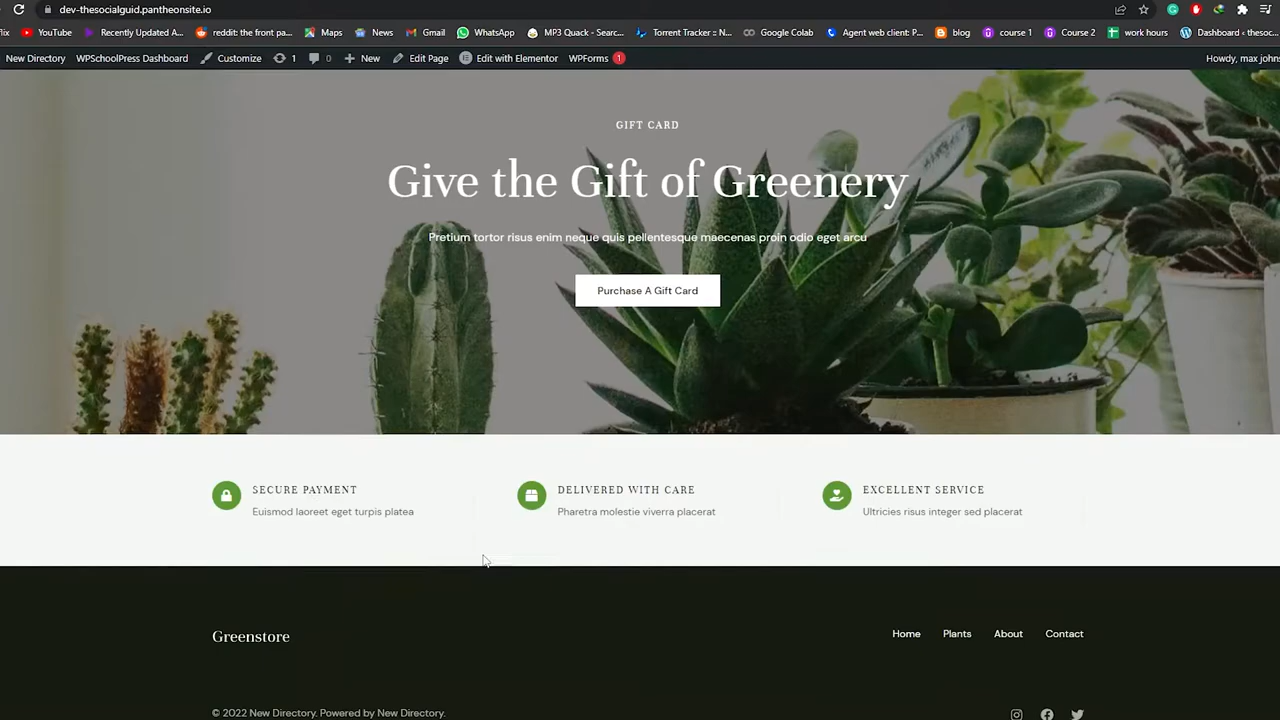 dev-thesocialguid.pantheonsite.io
flix YouTube Recently Updated A... reddit: the front pa... Maps News Gmail WhatsApp MP3 Quack - Searc... Torrent Tracker :: N... Google Colab Agent web client: P... blog course 1 Course 2 work hours Dashboard ‹ thesoc...
New Directory WPSchoolPress Dashboard Customize 1 0 New Edit Page Edit with Elementor WPForms 1 Howdy, max johns
GIFT CARD
Give the Gift of Greenery
Pretium tortor risus enim neque quis pellentesque maecenas proin odio eget arcu
Purchase A Gift Card
SECURE PAYMENT
Euismod laoreet eget turpis platea
DELIVERED WITH CARE
Pharetra molestie viverra placerat
EXCELLENT SERVICE
Ultricies risus integer sed placerat
Greenstore
Home Plants About Contact
© 2022 New Directory. Powered by New Directory.